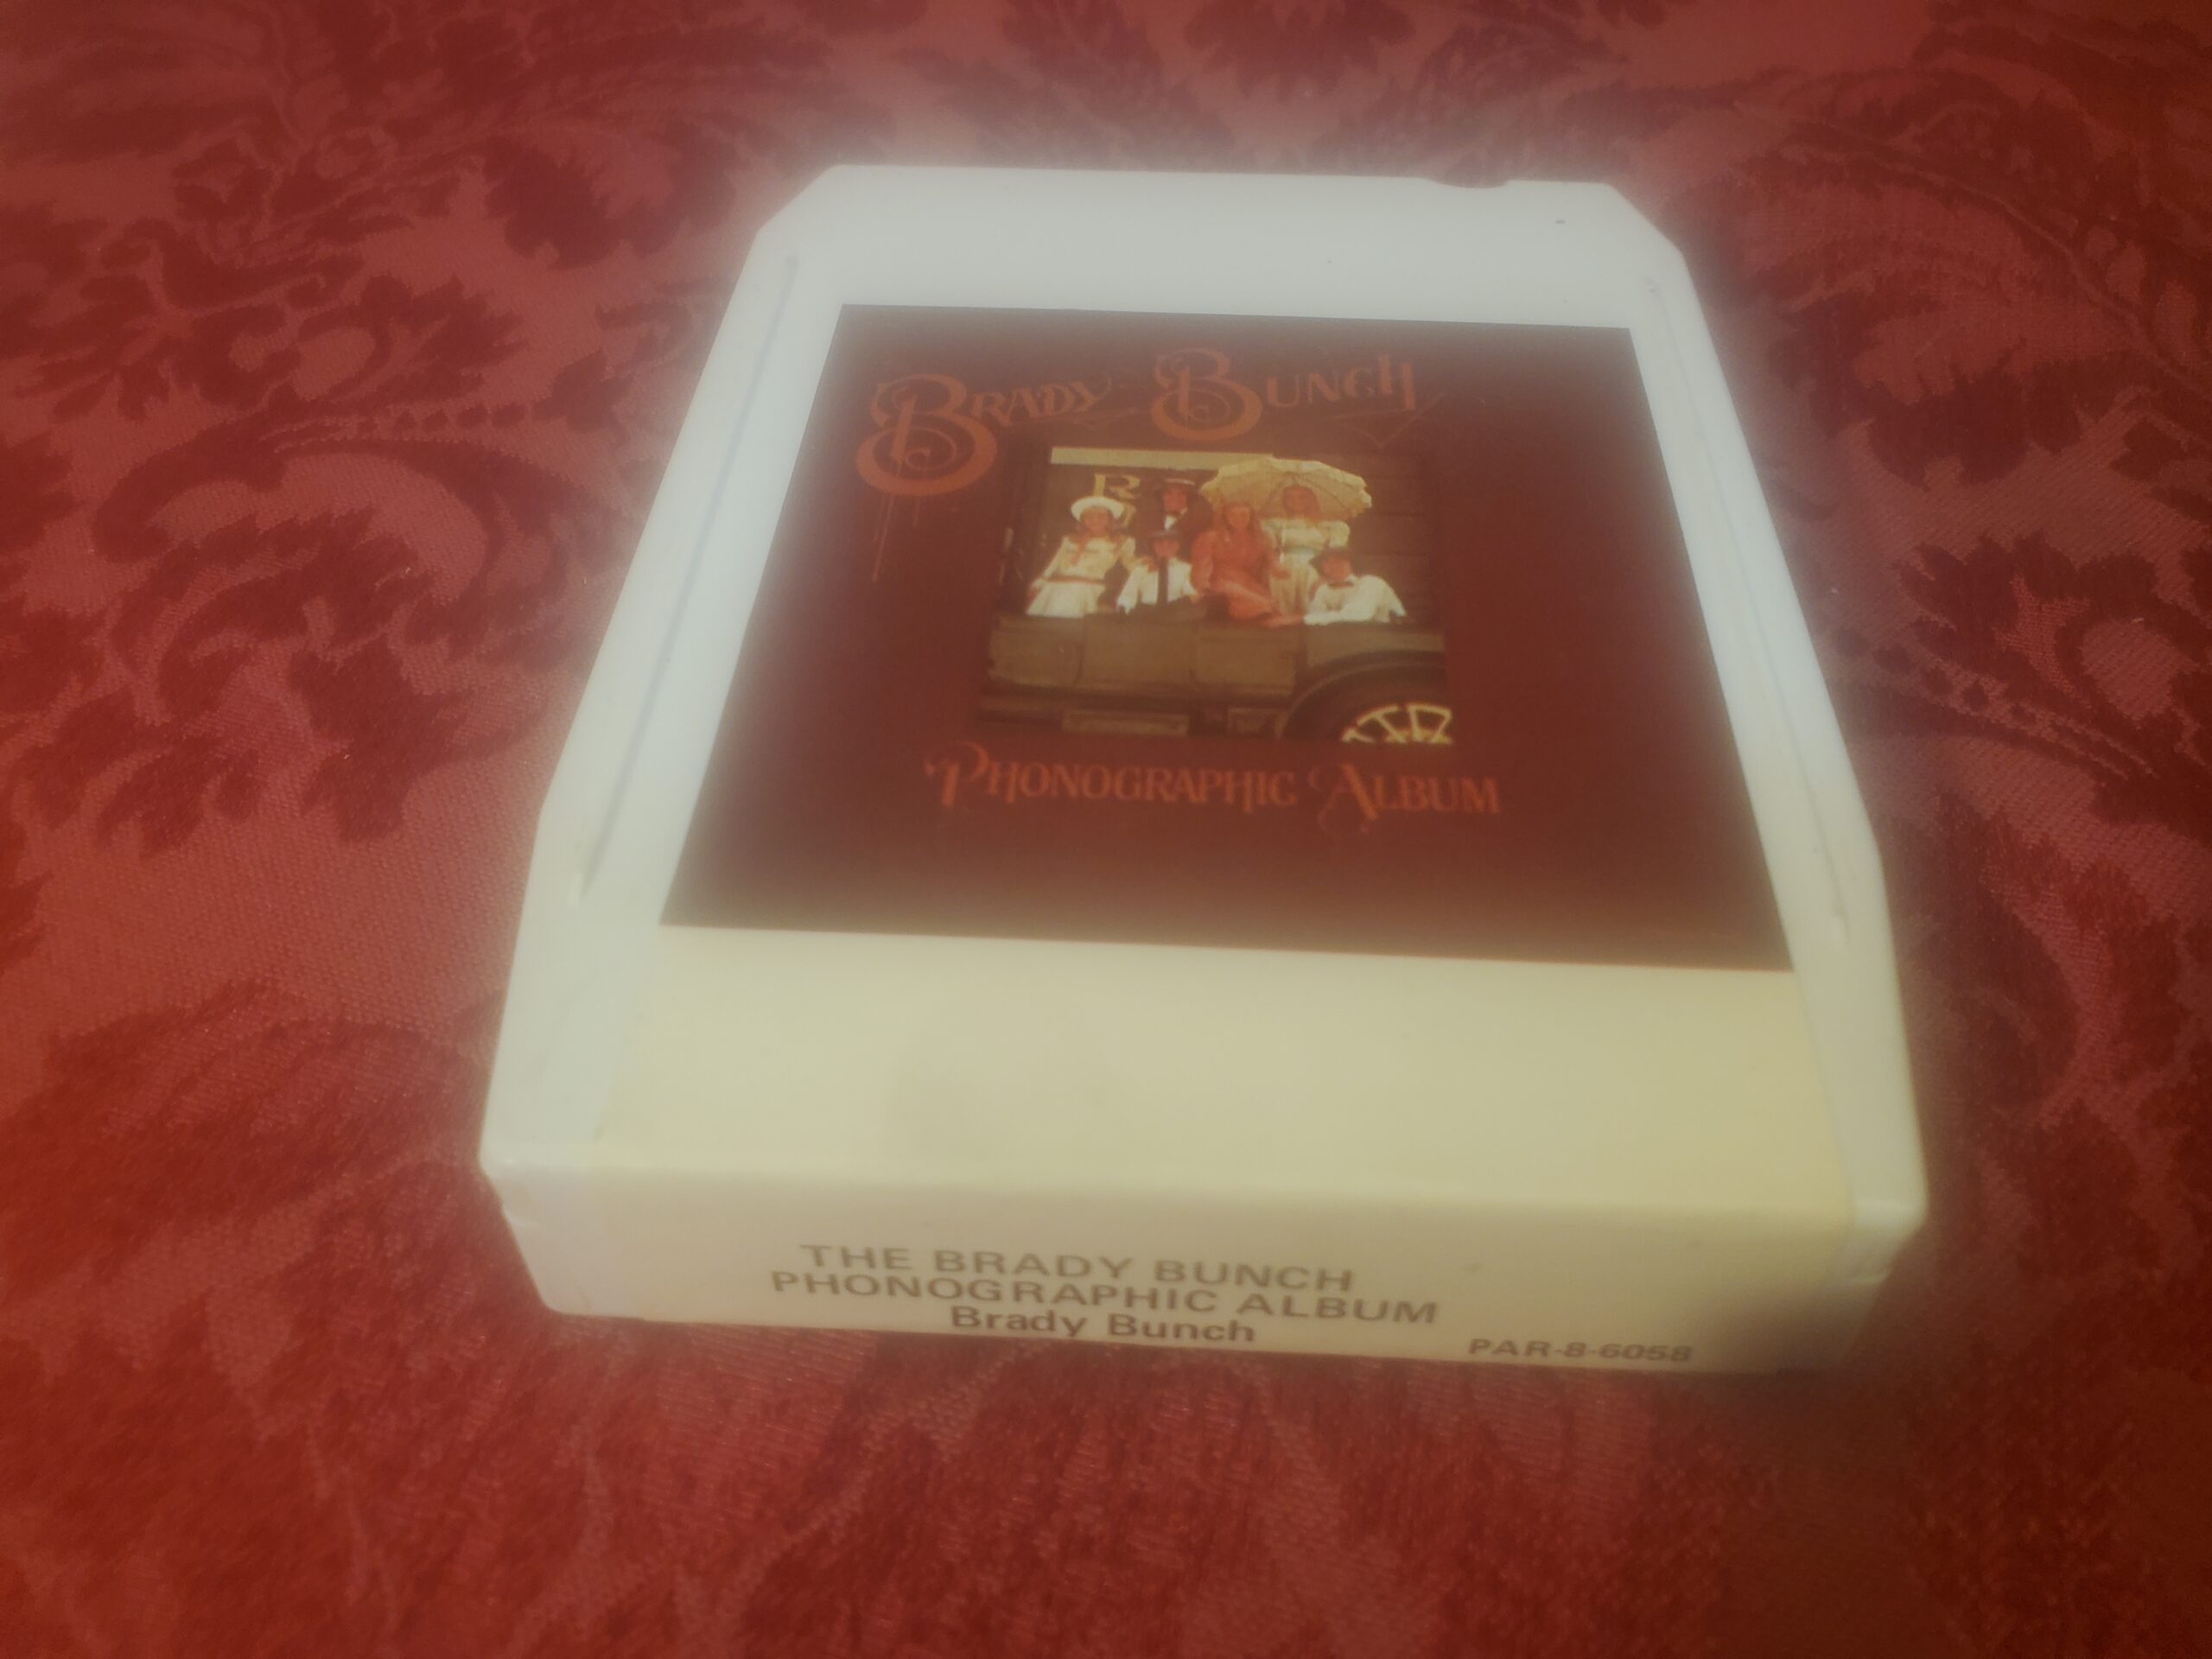 BRADY BUNCH
R
PHONOGRAPHIC ALBUM
THE BRADY BUNCH
PHONOGRAPHIC ALBUM
Brady Bunch
PAR-8-6058